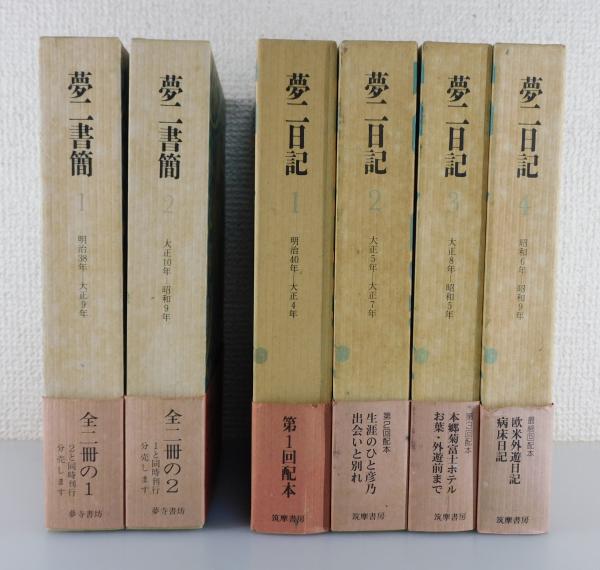 夢二書簡
1
明治38年―大正9年
全二冊の1
2と同時刊行
分売します
夢寺書坊
夢二書簡
2
大正10年―昭和9年
全二冊の2
1と同時刊行
分売します
夢寺書坊
夢二日記
1
明治40年―大正4年
第1回配本
筑摩書房
夢二日記
2
大正5年―大正7年
第2回配本
生涯のひと彦乃
出会いと別れ
筑摩書房
夢二日記
3
大正8年―昭和5年
第3回配本
本郷菊富士ホテル
お葉・外遊前まで
筑摩書房
夢二日記
4
昭和6年―昭和9年
最終回配本
欧米外遊日記
病床日記
筑摩書房